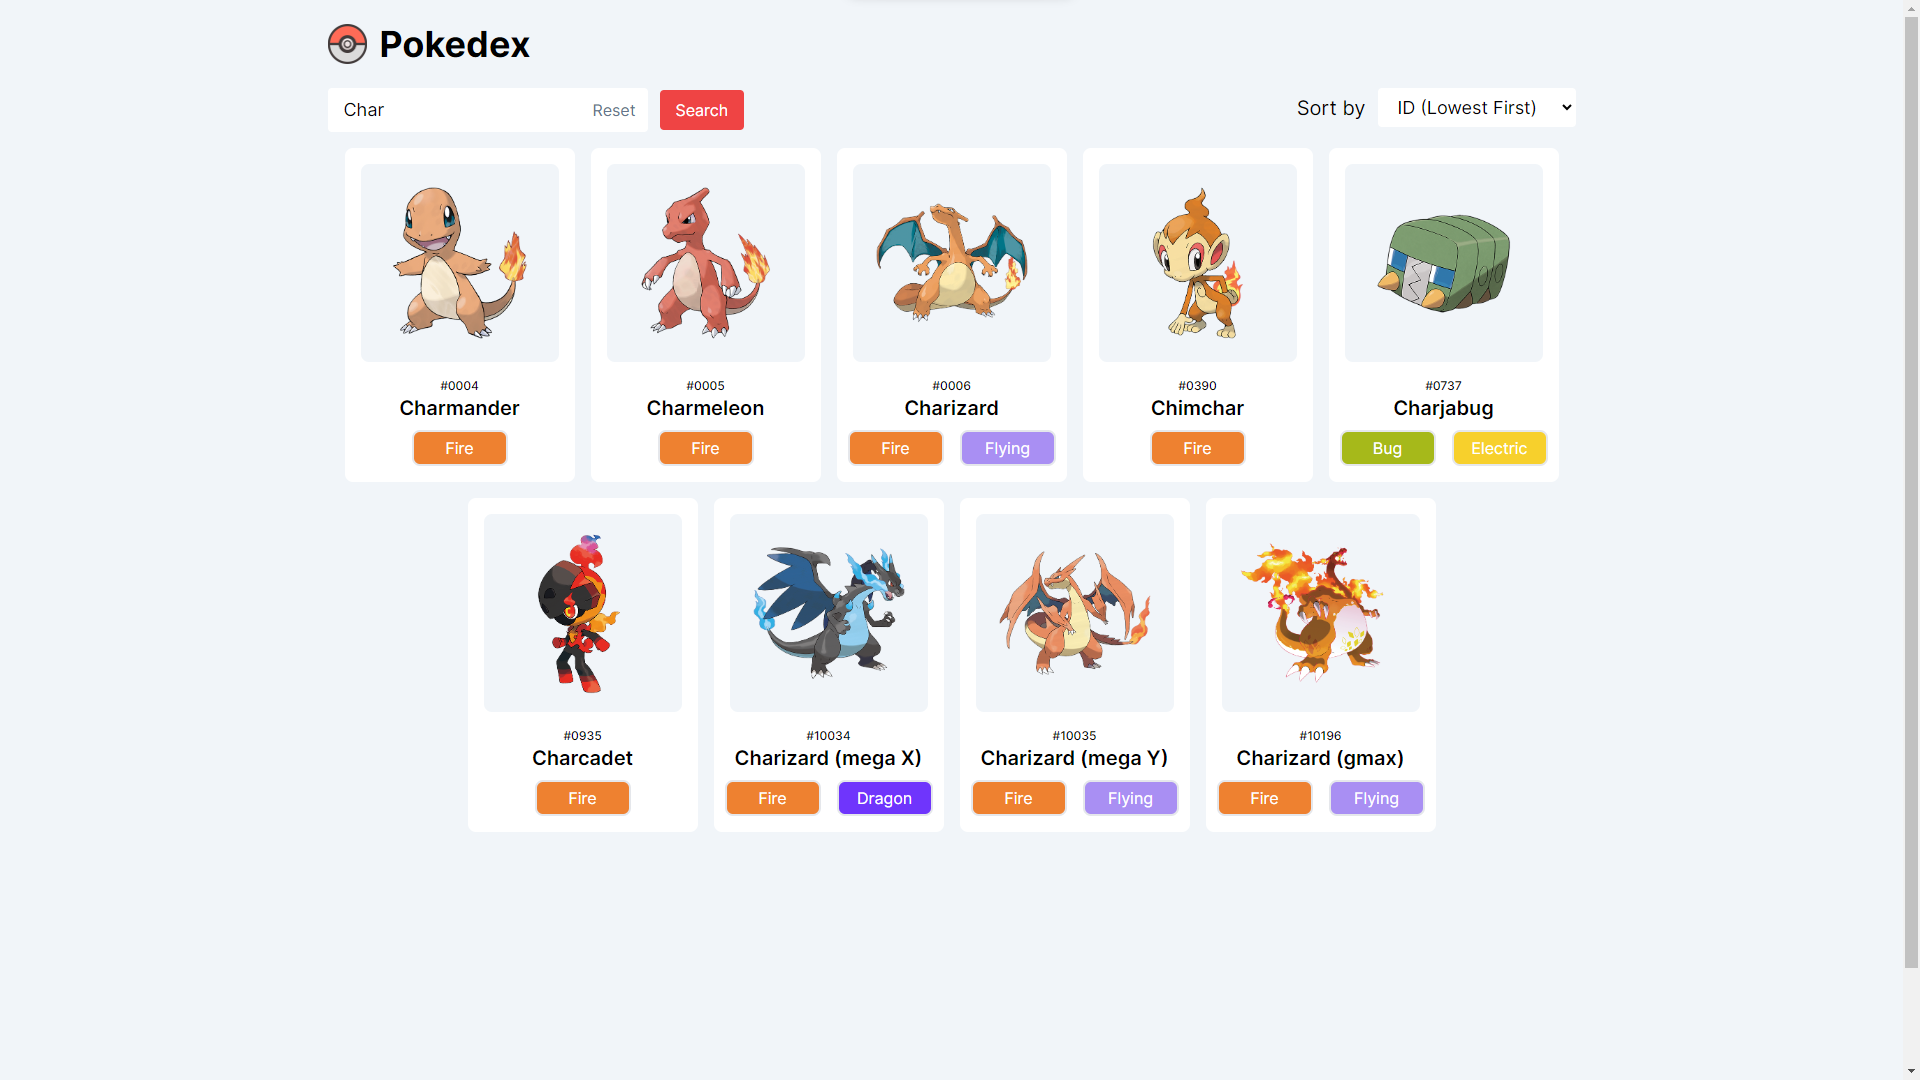 Pokedex
Char Reset Search Sort by ID (Lowest First)
#0004 #0005 #0006 #0390 #0737
Charmander Charmeleon Charizard Chimchar Charjabug
Fire Fire Fire Flying Fire Bug Electric
#0935 #10034 #10035 #10196
Charcadet Charizard (mega X) Charizard (mega Y) Charizard (gmax)
Fire Fire Dragon Fire Flying Fire Flying